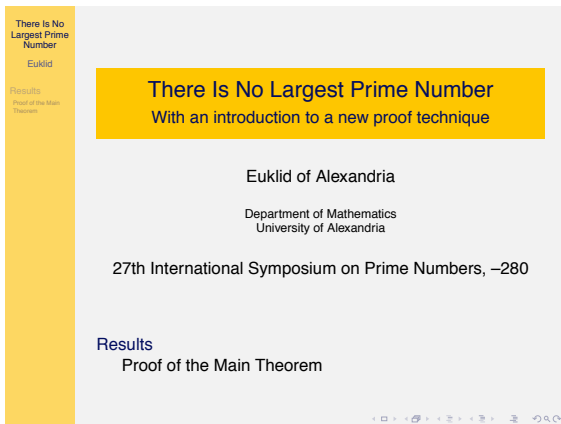 There Is No
Largest Prime
Number
Euklid
Results
Proof of the Main
Theorem
There Is No Largest Prime Number
With an introduction to a new proof technique
Euklid of Alexandria
Department of Mathematics
University of Alexandria
27th International Symposium on Prime Numbers, –280
Results
Proof of the Main Theorem